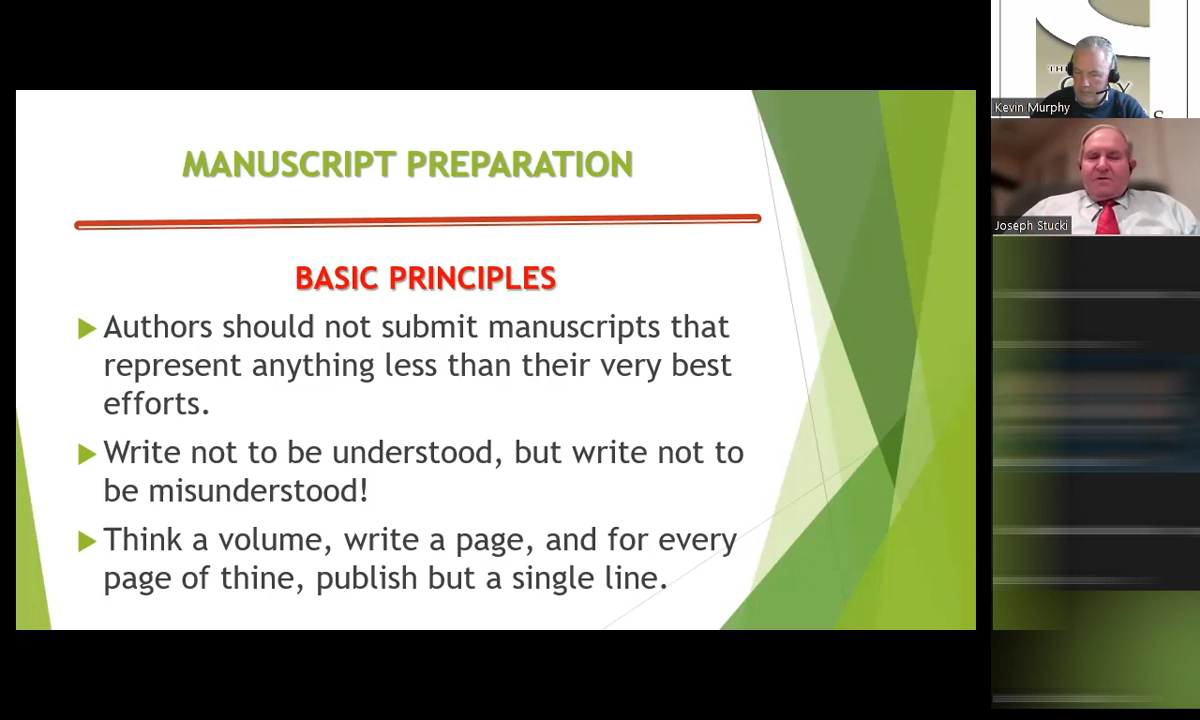 MANUSCRIPT PREPARATION
BASIC PRINCIPLES
Authors should not submit manuscripts that
represent anything less than their very best
efforts.
Write not to be understood, but write not to
be misunderstood!
Think a volume, write a page, and for every
page of thine, publish but a single line.
Kevin Murphy
Joseph Stucki